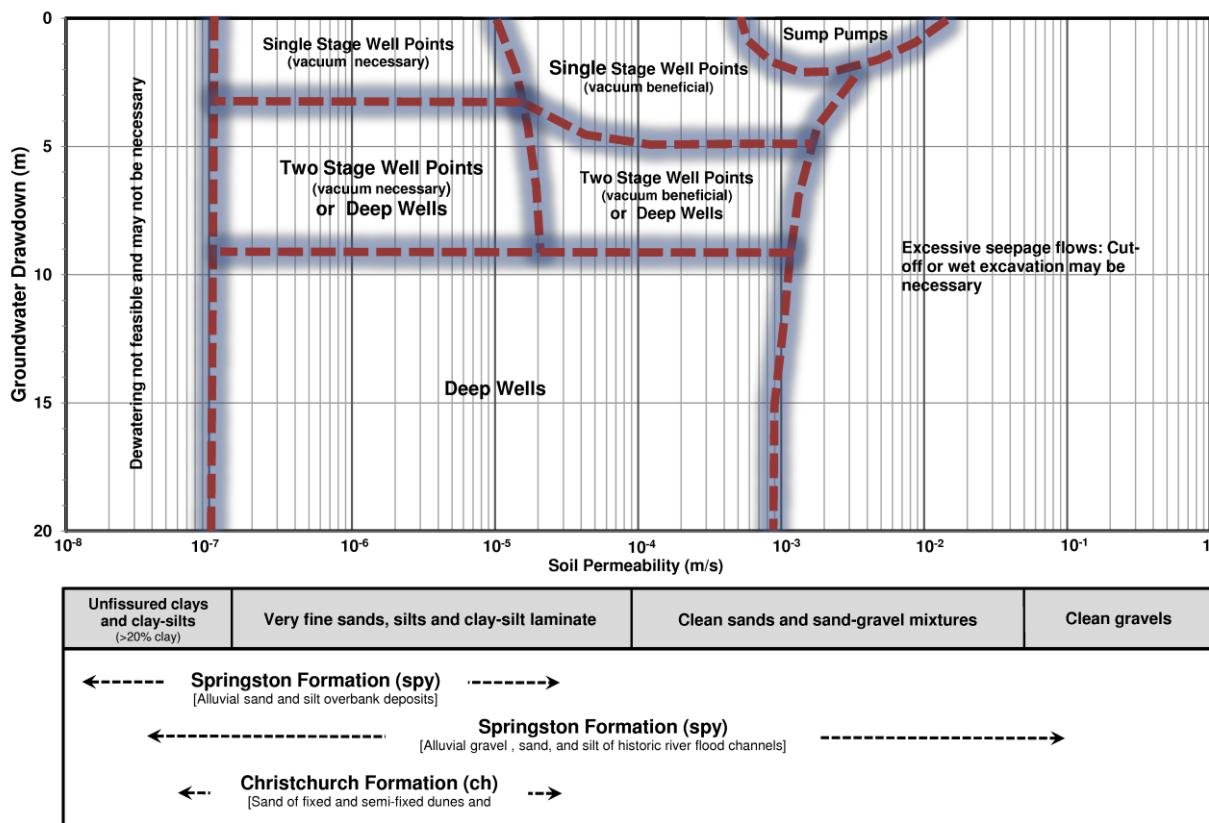 0
5
10
15
20
Groundwater Drawdown (m)
Dewatering not feasible and may not be necessary
Single Stage Well Points
(vacuum necessary)
Single Stage Well Points
(vacuum beneficial)
Sump Pumps
Two Stage Well Points
(vacuum necessary)
or Deep Wells
Two Stage Well Points
(vacuum beneficial)
or Deep Wells
Excessive seepage flows: Cut-
off or wet excavation may be
necessary
Deep Wells
10⁻⁸ 10⁻⁷ 10⁻⁶ 10⁻⁵ 10⁻⁴ 10⁻³ 10⁻² 10⁻¹ 1
Soil Permeability (m/s)
Unfissured clays
and clay-silts
(>20% clay)
Very fine sands, silts and clay-silt laminate
Clean sands and sand-gravel mixtures
Clean gravels
Springston Formation (spy)
[Alluvial sand and silt overbank deposits]
Springston Formation (spy)
[Alluvial gravel , sand, and silt of historic river flood channels]
Christchurch Formation (ch)
[Sand of fixed and semi-fixed dunes and